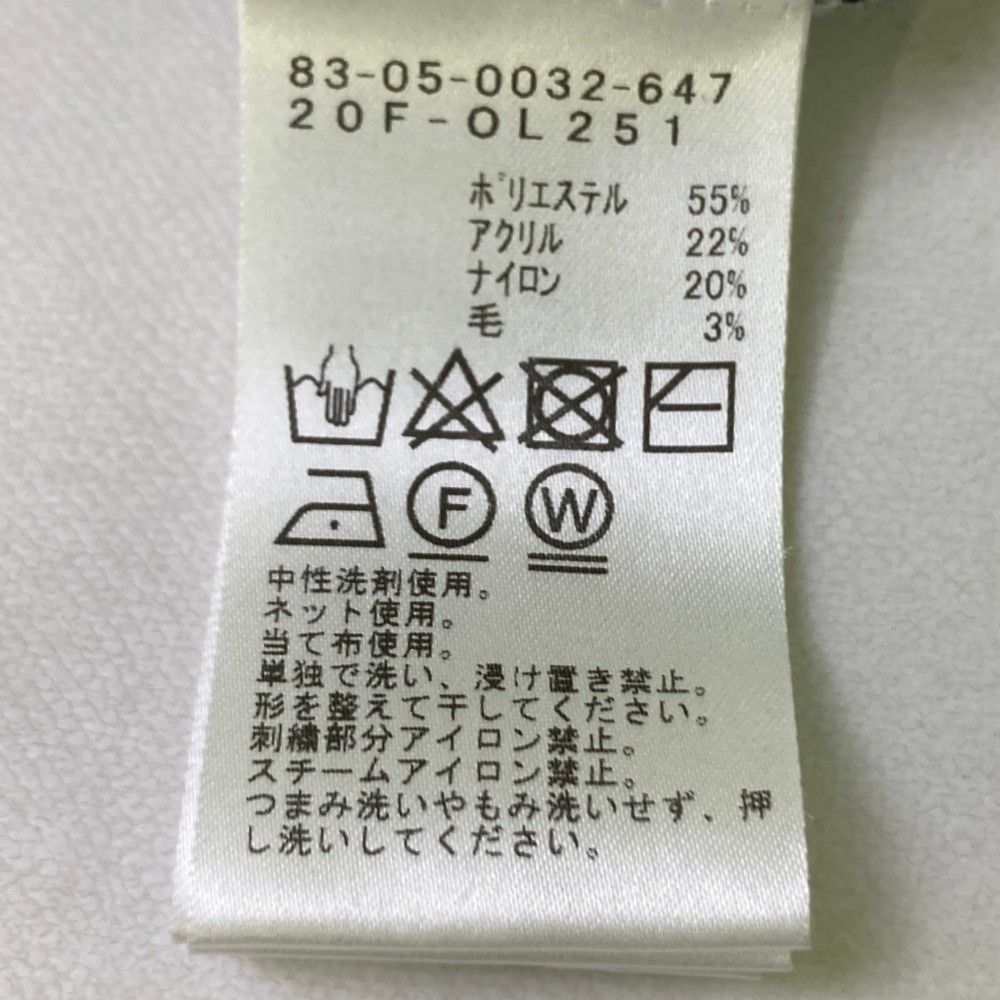 83-05-0032-647
20F-OL251
ポリエステル 55%
アクリル 22%
ナイロン 20%
毛 3%
F W
中性洗剤使用。
ネット使用。
当て布使用。
単独で洗い、浸け置き禁止。
形を整えて干してください。
刺繍部分アイロン禁止。
スチームアイロン禁止。
つまみ洗いやもみ洗いせず、押
し洗いしてください。